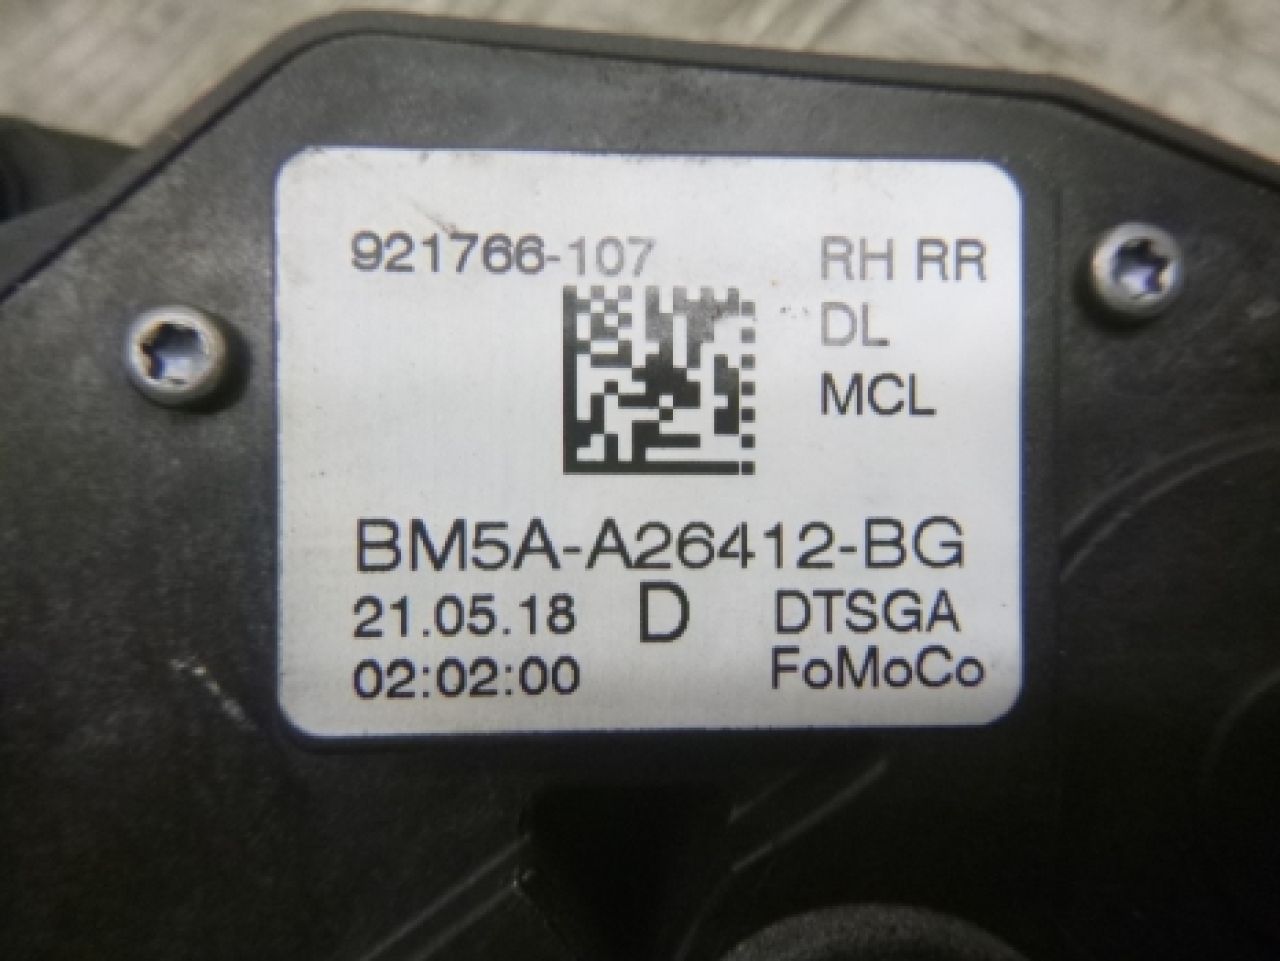 921766-107 RH RR
DL
MCL
BM5A-A26412-BG
21.05.18 D DTSGA
02:02:00 FoMoCo